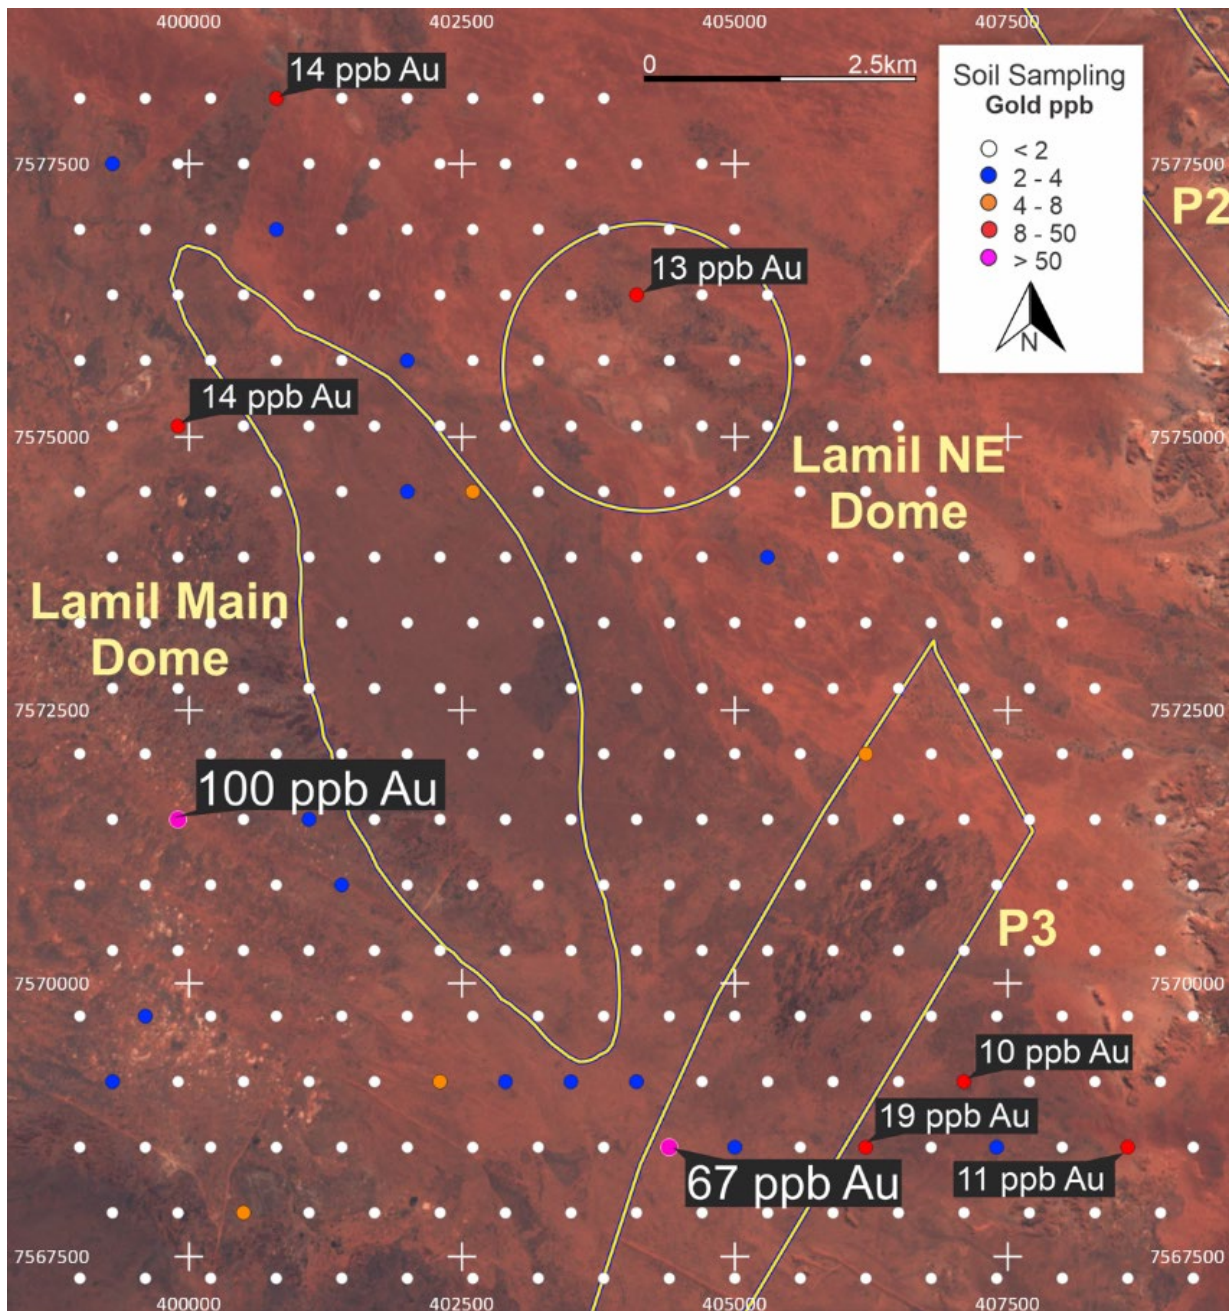 400000
402500
405000
407500
14 ppb Au
0
2.5km
Soil Sampling
Gold ppb
< 2
2 - 4
4 - 8
8 - 50
> 50
N
7577500
7577500
P2
13 ppb Au
14 ppb Au
7575000
7575000
Lamil NE
Dome
Lamil Main
Dome
7572500
7572500
100 ppb Au
P3
7570000
7570000
10 ppb Au
19 ppb Au
11 ppb Au
67 ppb Au
7567500
7567500
400000
402500
405000
407500